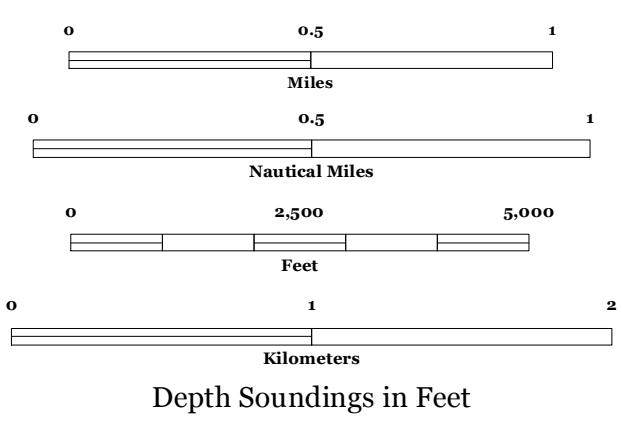 0 0.5 1
Miles
0 0.5 1
Nautical Miles
0 2,500 5,000
Feet
0 1 2
Kilometers
Depth Soundings in Feet